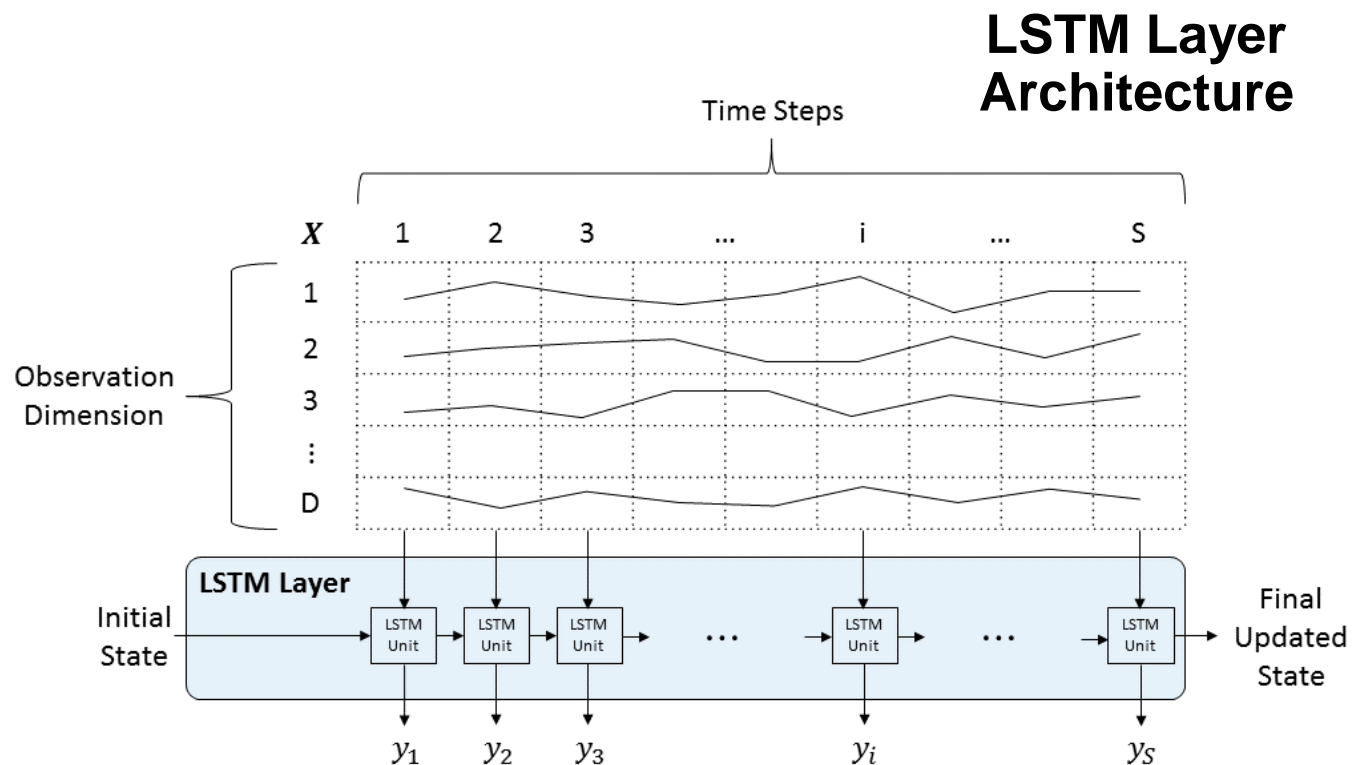 LSTM Layer
Architecture
Time Steps
X 1 2 3 ... i ... S
1
2
Observation
Dimension
3
⋮
D
LSTM Layer
Initial
State
LSTM
Unit
LSTM
Unit
LSTM
Unit
...
LSTM
Unit
...
LSTM
Unit
Final
Updated
State
y₁ y₂ y₃ yᵢ y_S